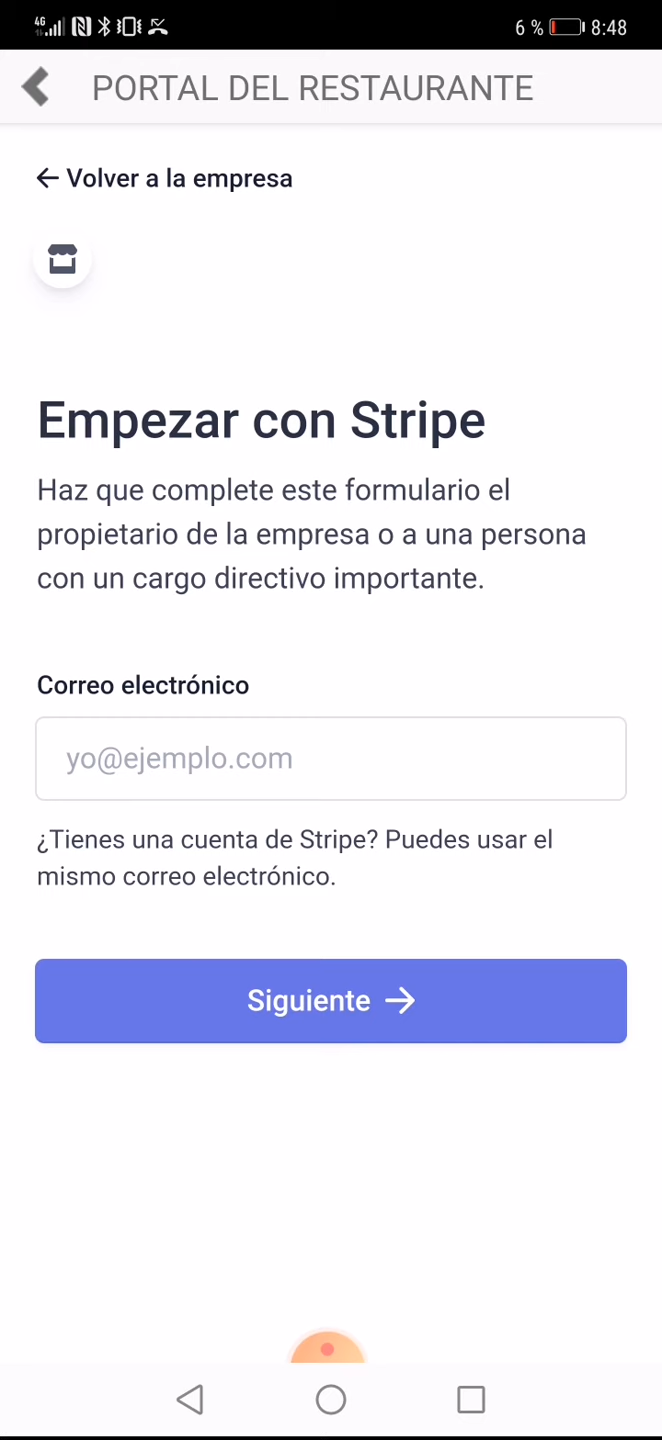 4G 6 % 8:48
PORTAL DEL RESTAURANTE
← Volver a la empresa
Empezar con Stripe
Haz que complete este formulario el
propietario de la empresa o a una persona
con un cargo directivo importante.
Correo electrónico
yo@ejemplo.com
¿Tienes una cuenta de Stripe? Puedes usar el
mismo correo electrónico.
Siguiente →